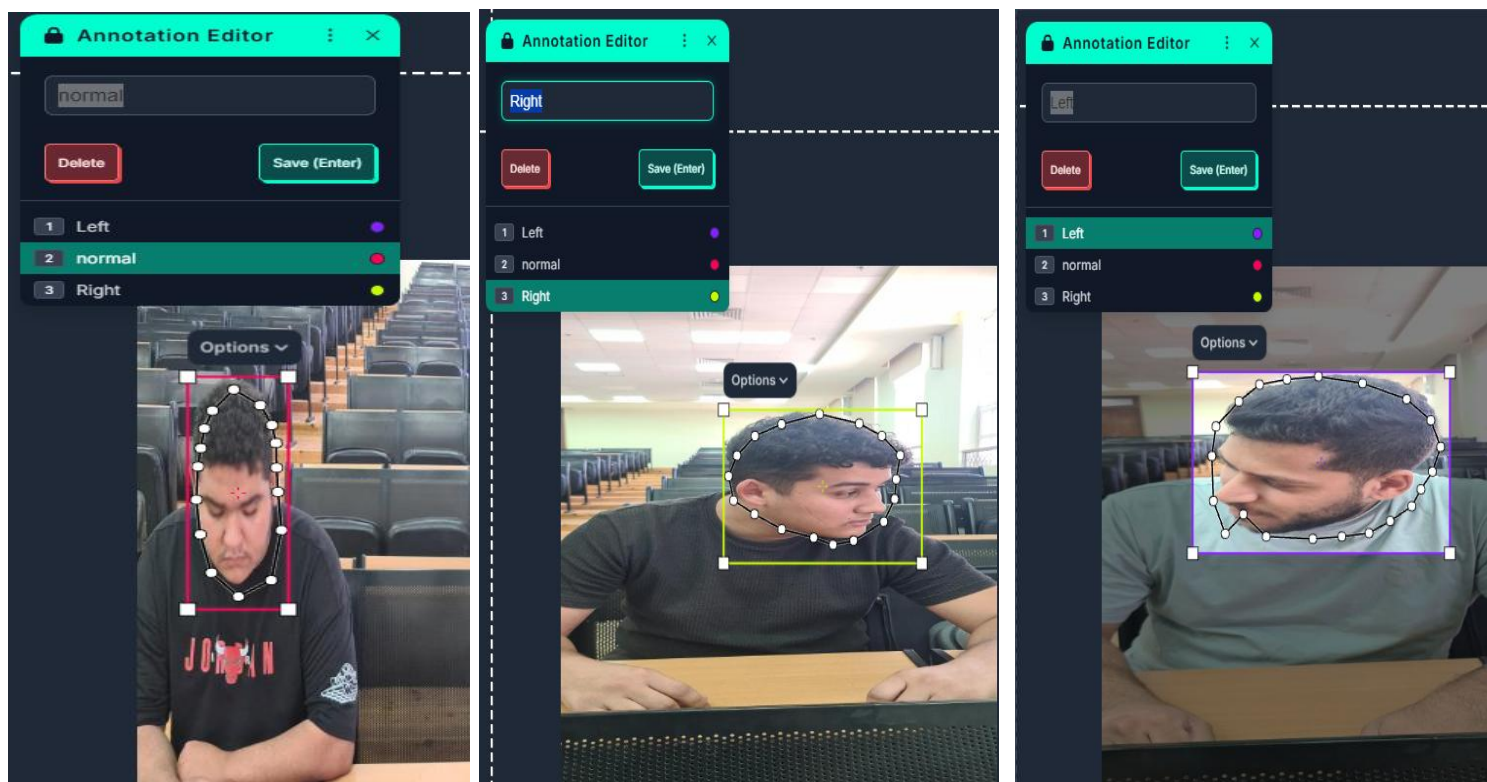 Annotation Editor
normal
Delete
Save (Enter)
1 Left
2 normal
3 Right
Options
JORDAN
Annotation Editor
Right
Delete
Save (Enter)
1 Left
2 normal
3 Right
Options
Annotation Editor
Left
Delete
Save (Enter)
1 Left
2 normal
3 Right
Options